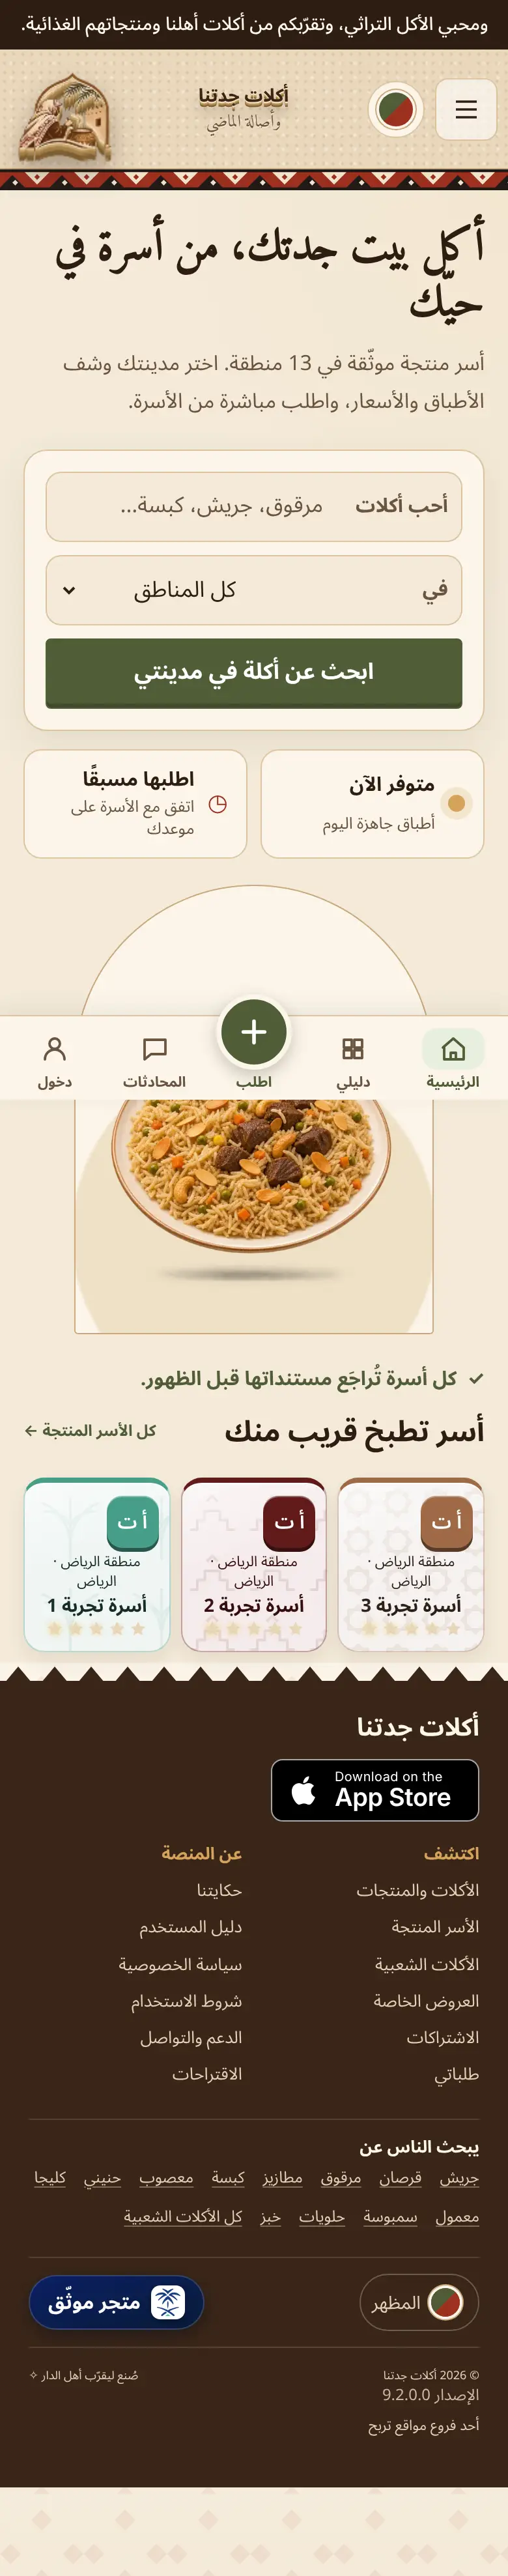 ومحبي الأكل التراثي، وتقرّبكم من أكلات أهلنا ومنتجاتهم الغذائية.
أكلات جدتنا
وأصالة الماضي
أكل بيت جدتك، من أسرة في
حيّك
أسر منتجة موثّقة في 13 منطقة. اختر مدينتك وشف
الأطباق والأسعار، واطلب مباشرة من الأسرة.
أحب أكلات
مرقوق، جريش، كبسة...
في
كل المناطق
ابحث عن أكلة في مدينتي
متوفر الآن
أطباق جاهزة اليوم
اطلبها مسبقًا
اتفق مع الأسرة على
موعدك
الرئيسية
دليلي
اطلب
المحادثات
دخول
✓ كل أسرة تُراجَع مستنداتها قبل الظهور.
أسر تطبخ قريب منك
كل الأسر المنتجة ←
أ ت
منطقة الرياض ·
الرياض
أسرة تجربة 3
أ ت
منطقة الرياض ·
الرياض
أسرة تجربة 2
أ ت
منطقة الرياض ·
الرياض
أسرة تجربة 1
أكلات جدتنا
Download on the
App Store
اكتشف
الأكلات والمنتجات
الأسر المنتجة
الأكلات الشعبية
العروض الخاصة
الاشتراكات
طلباتي
عن المنصة
حكايتنا
دليل المستخدم
سياسة الخصوصية
شروط الاستخدام
الدعم والتواصل
الاقتراحات
يبحث الناس عن
جريش قرصان مرقوق مطازيز كبسة معصوب حنيني كليجا
معمول سمبوسة حلويات خبز كل الأكلات الشعبية
المظهر
متجر موثّق
© 2026 أكلات جدتنا
صُنع ليقرّب أهل الدار ✧
الإصدار 9.2.0.0
أحد فروع مواقع تربح